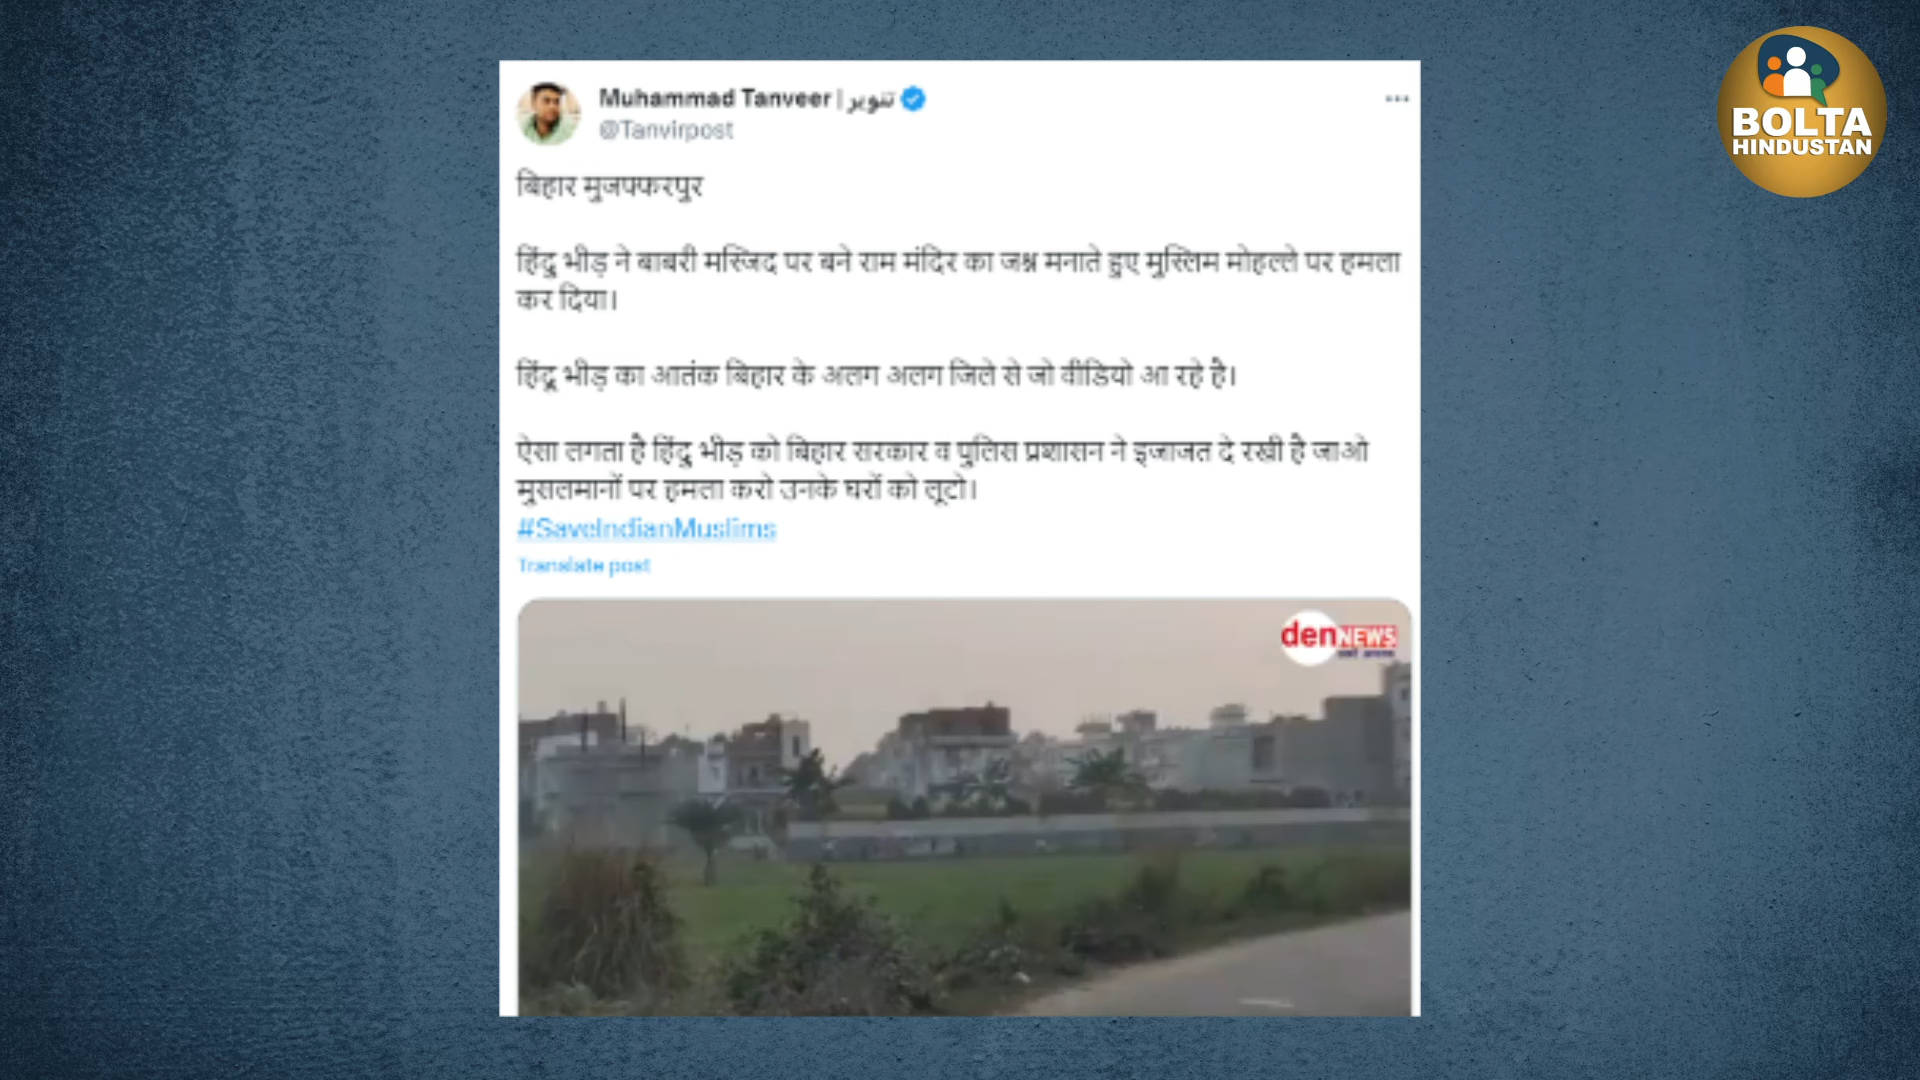 Muhammad Tanveer | تنویر
@Tanvirpost
बिहार मुजफ्फरपुर
हिंदु भीड़ ने बाबरी मस्जिद पर बने राम मंदिर का जश्न मनाते हुए मुस्लिम मोहल्ले पर हमला
कर दिया।
हिंदू भीड़ का आतंक बिहार के अलग अलग जिले से जो वीडियो आ रहे है।
ऐसा लगता है हिंदु भीड़ को बिहार सरकार व पुलिस प्रशासन ने इजाजत दे रखी है जाओ
मुसलमानों पर हमला करो उनके घरों को लूटो।
#SaveIndianMuslims
Translate post
den NEWS
BOLTA
HINDUSTAN